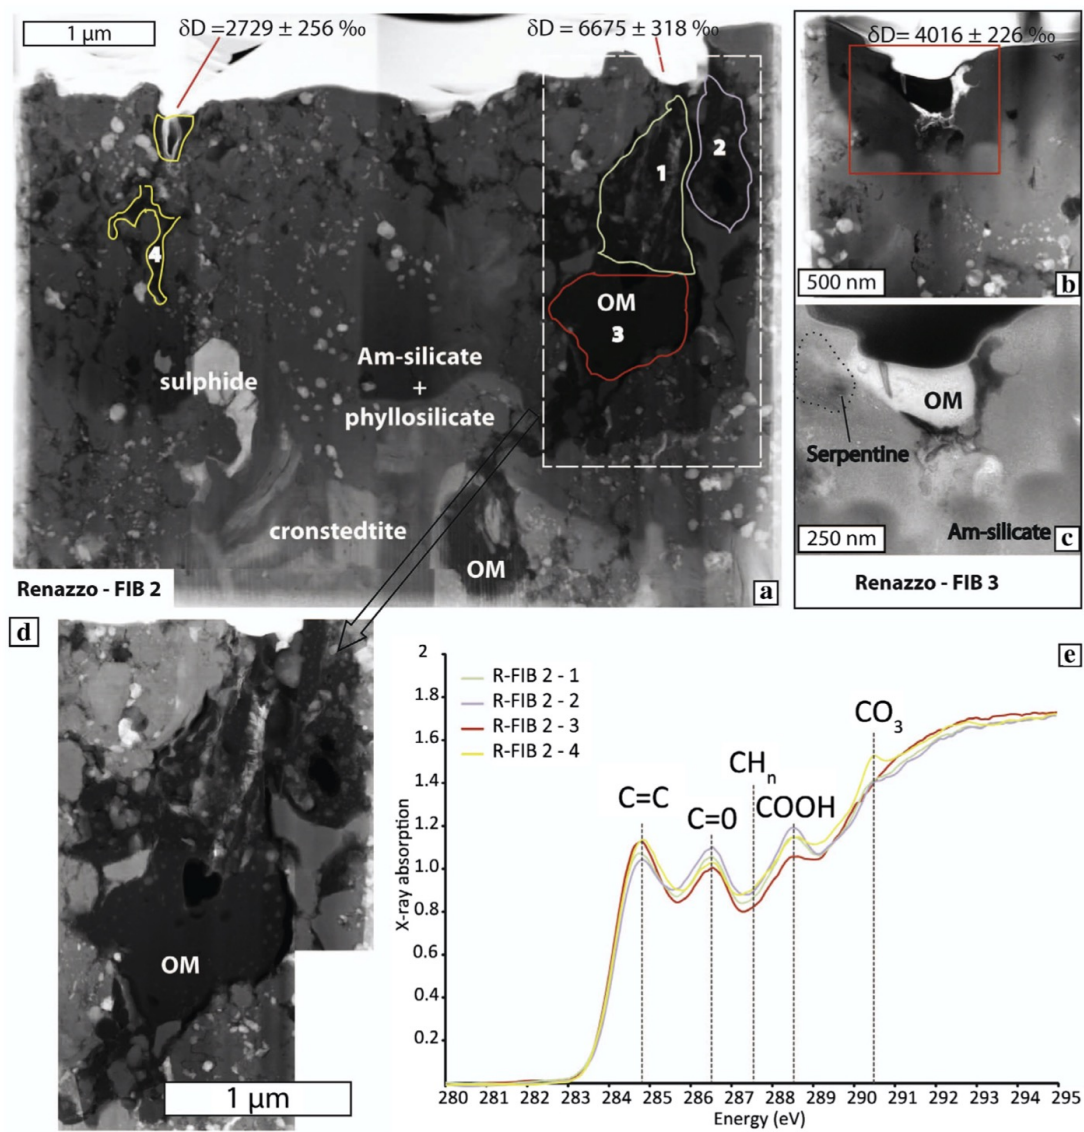 1 µm
δD =2729 ± 256 ‰
δD = 6675 ± 318 ‰
1
2
4
OM
3
sulphide
Am-silicate
+
phyllosilicate
cronstedtite
OM
Renazzo - FIB 2
a
δD = 4016 ± 226 ‰
500 nm
b
OM
Serpentine
Am-silicate
250 nm
c
Renazzo - FIB 3
d
OM
1 µm
e
2
1.8
1.6
1.4
1.2
1.0
0.8
0.6
0.4
0.2
X-ray absorption
R-FIB 2 - 1
R-FIB 2 - 2
R-FIB 2 - 3
R-FIB 2 - 4
C=C
C=0
CHn
COOH
CO3
280 281 282 283 284 285 286 287 288 289 290 291 292 293 294 295
Energy (eV)